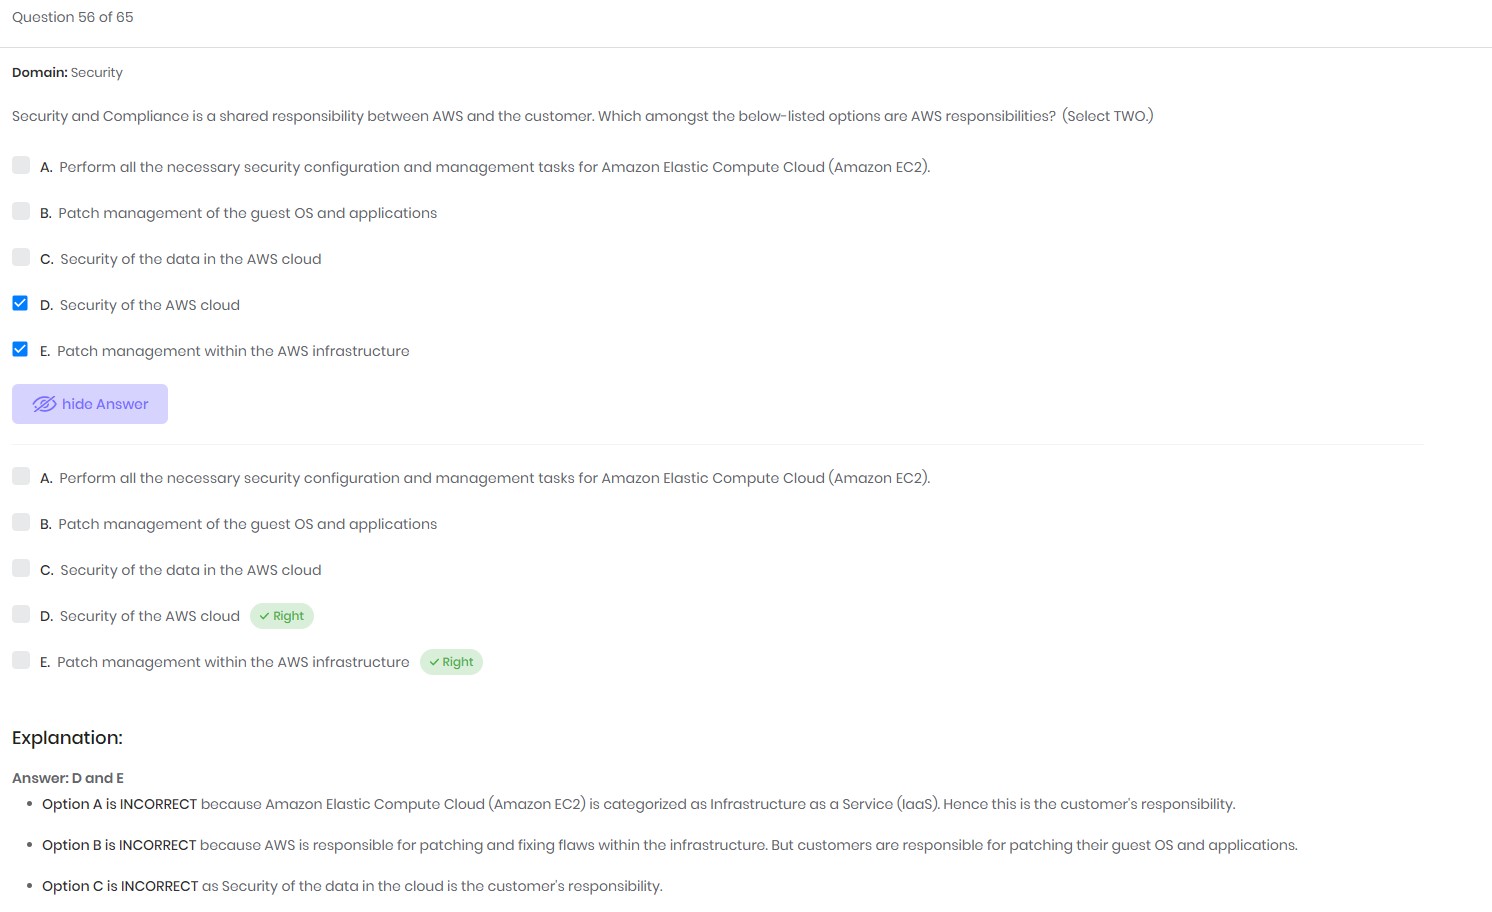 Question 56 of 65
Domain: Security
Security and Compliance is a shared responsibility between AWS and the customer. Which amongst the below-listed options are AWS responsibilities? (Select TWO.)
A. Perform all the necessary security configuration and management tasks for Amazon Elastic Compute Cloud (Amazon EC2).
B. Patch management of the guest OS and applications
C. Security of the data in the AWS cloud
D. Security of the AWS cloud
E. Patch management within the AWS infrastructure
hide Answer
A. Perform all the necessary security configuration and management tasks for Amazon Elastic Compute Cloud (Amazon EC2).
B. Patch management of the guest OS and applications
C. Security of the data in the AWS cloud
D. Security of the AWS cloud Right
E. Patch management within the AWS infrastructure Right
Explanation:
Answer: D and E
• Option A is INCORRECT because Amazon Elastic Compute Cloud (Amazon EC2) is categorized as Infrastructure as a Service (IaaS). Hence this is the customer's responsibility.
• Option B is INCORRECT because AWS is responsible for patching and fixing flaws within the infrastructure. But customers are responsible for patching their guest OS and applications.
• Option C is INCORRECT as Security of the data in the cloud is the customer's responsibility.